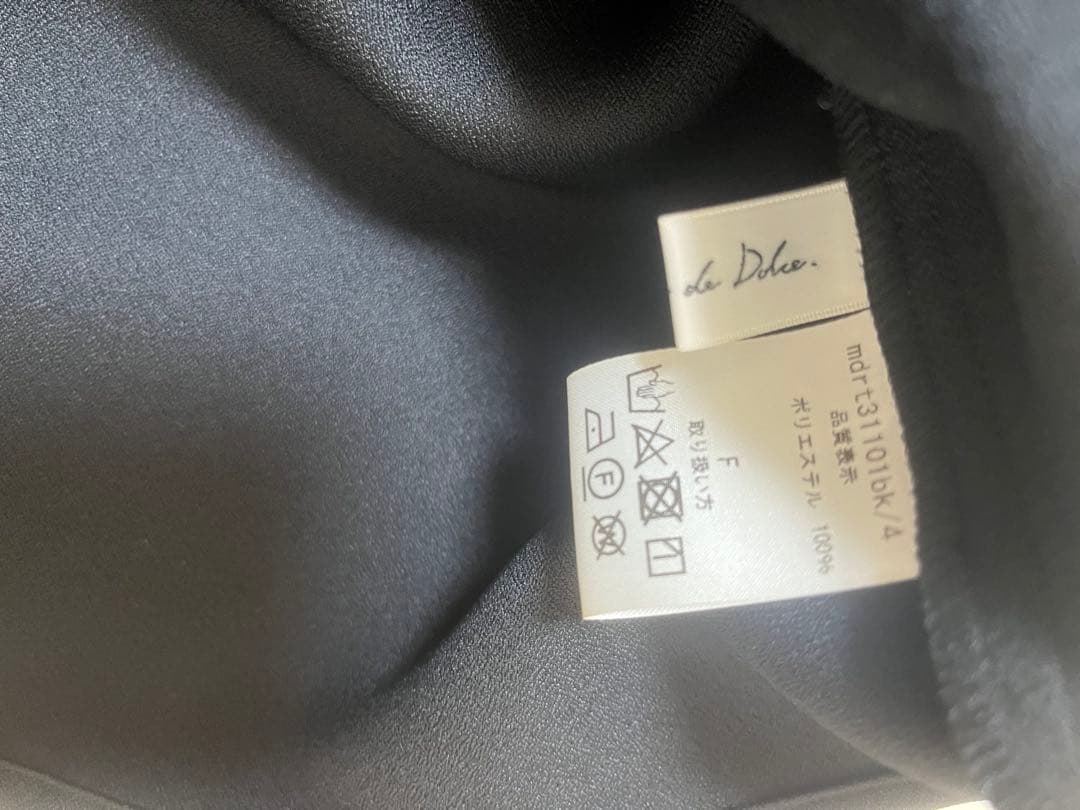 de Dolce.
mdrt31101bk/4
品質表示
ポリエステル 100%
F
取り扱い方
F
W